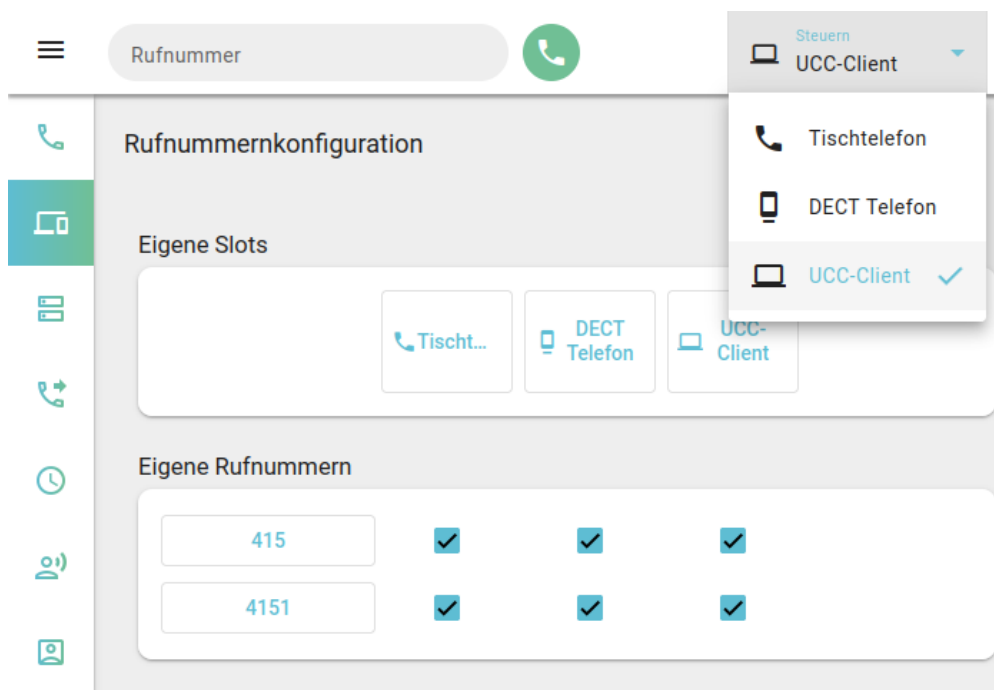 Rufnummer
Steuern
UCC-Client
Tischtelefon
DECT Telefon
UCC-Client
Rufnummernkonfiguration
Eigene Slots
Tischt...
DECT
Telefon
UCC-
Client
Eigene Rufnummern
415
4151